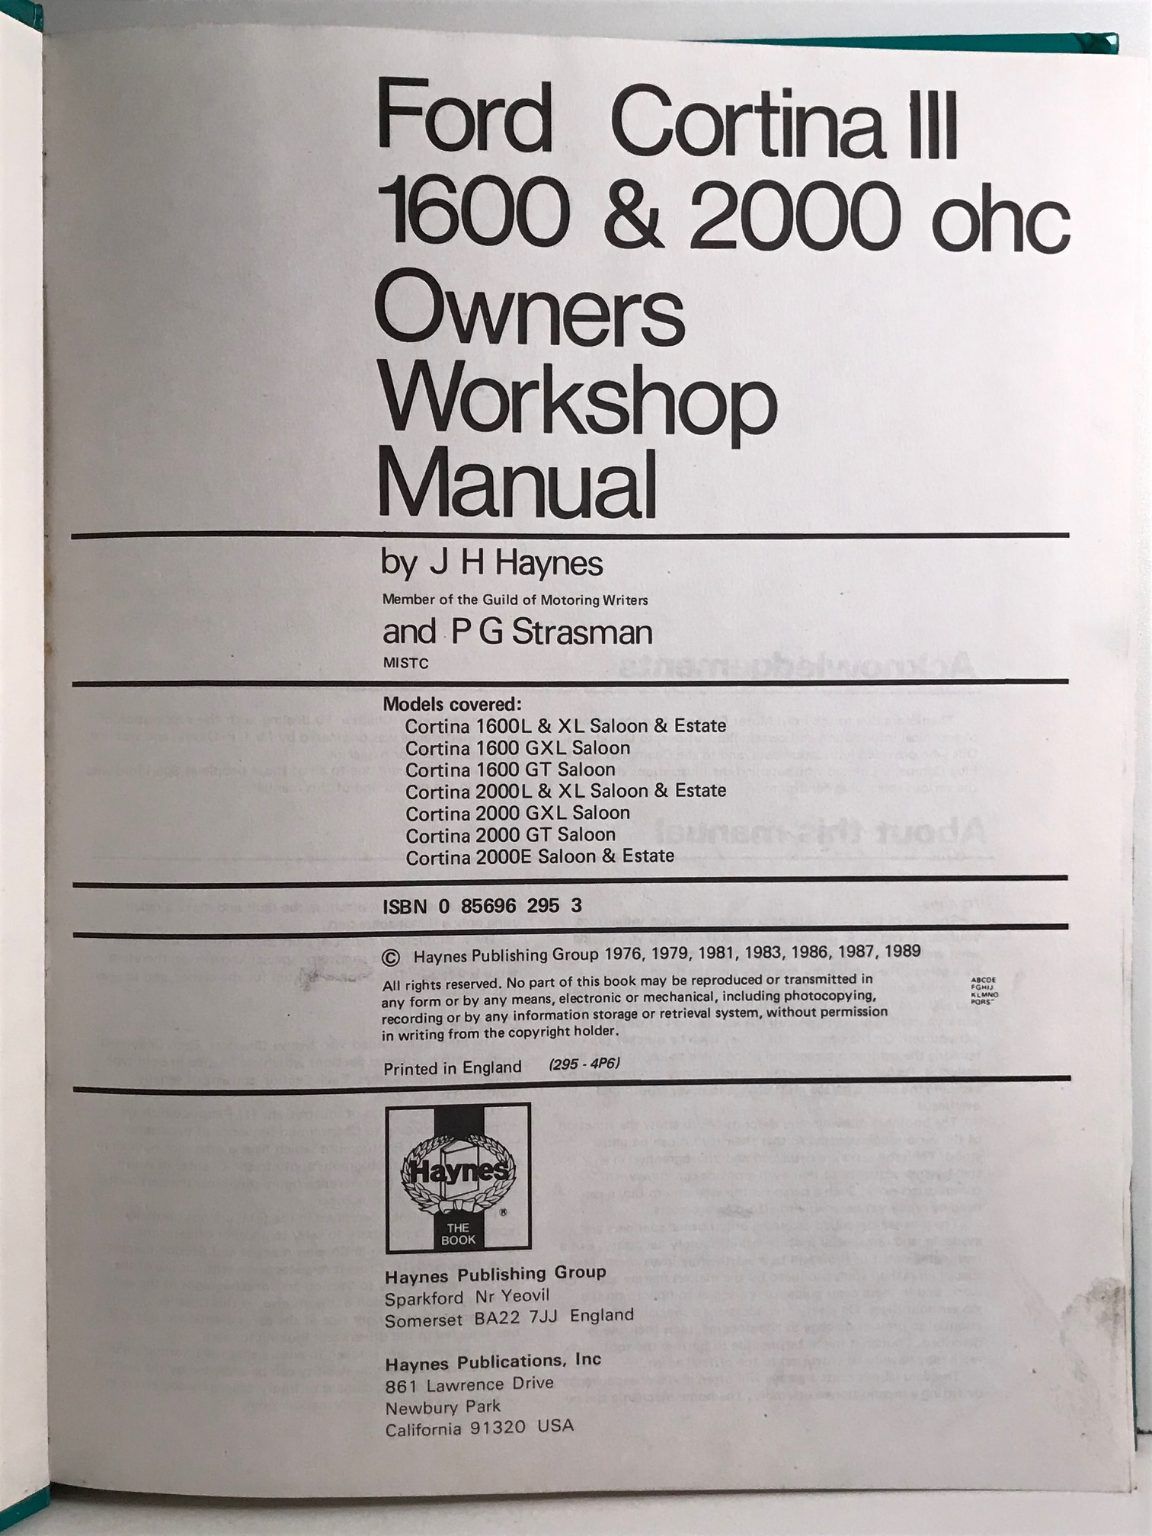 Ford Cortina III
1600 & 2000 ohc
Owners
Workshop
Manual
by J H Haynes
Member of the Guild of Motoring Writers
and P G Strasman
MISTC
Models covered:
Cortina 1600L & XL Saloon & Estate
Cortina 1600 GXL Saloon
Cortina 1600 GT Saloon
Cortina 2000L & XL Saloon & Estate
Cortina 2000 GXL Saloon
Cortina 2000 GT Saloon
Cortina 2000E Saloon & Estate
ISBN 0 85696 295 3
© Haynes Publishing Group 1976, 1979, 1981, 1983, 1986, 1987, 1989
All rights reserved. No part of this book may be reproduced or transmitted in
any form or by any means, electronic or mechanical, including photocopying,
recording or by any information storage or retrieval system, without permission
in writing from the copyright holder.
ABCDE
FGHIJ
KLMNO
PQRS
Printed in England (295 - 4P6)
Haynes
®
THE
BOOK
Haynes Publishing Group
Sparkford Nr Yeovil
Somerset BA22 7JJ England
Haynes Publications, Inc
861 Lawrence Drive
Newbury Park
California 91320 USA